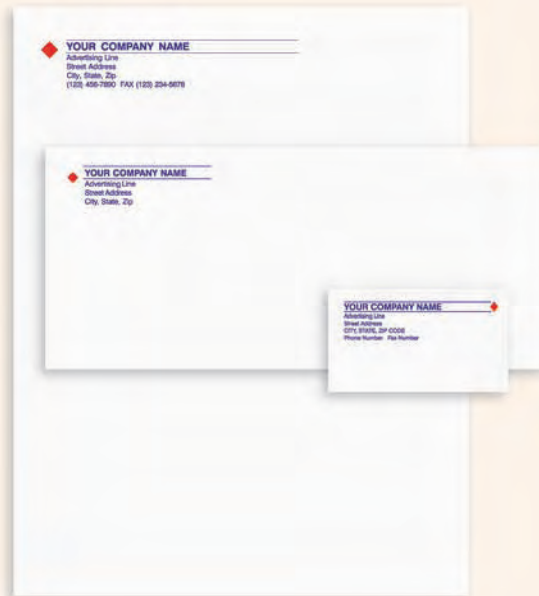 YOUR COMPANY NAME
Advertising Line
Street Address
City, State, Zip
(123) 456-7890 FAX (123) 234-5678
YOUR COMPANY NAME
Advertising Line
Street Address
City, State, Zip
YOUR COMPANY NAME
Advertising Line
Street Address
CITY, STATE, ZIP CODE
Phone Number Fax Number